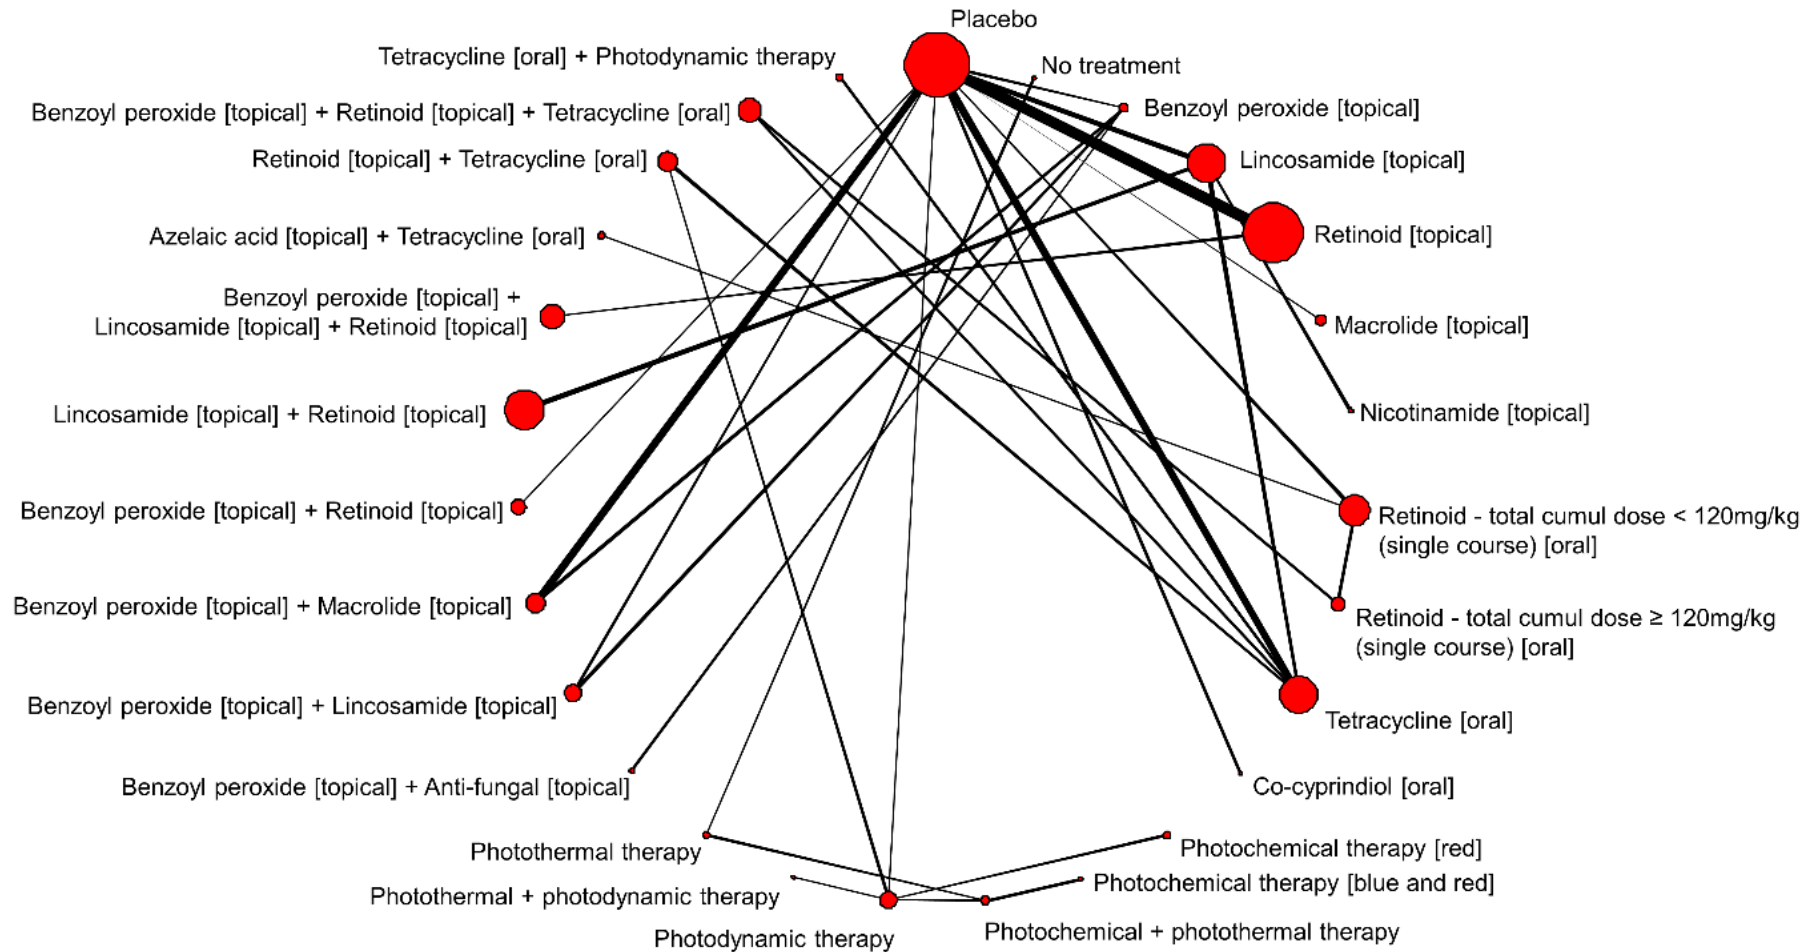 Placebo
Tetracycline [oral] + Photodynamic therapy
No treatment
Benzoyl peroxide [topical] + Retinoid [topical] + Tetracycline [oral]
Benzoyl peroxide [topical]
Retinoid [topical] + Tetracycline [oral]
Lincosamide [topical]
Azelaic acid [topical] + Tetracycline [oral]
Retinoid [topical]
Benzoyl peroxide [topical] +
Lincosamide [topical] + Retinoid [topical]
Macrolide [topical]
Lincosamide [topical] + Retinoid [topical]
Nicotinamide [topical]
Benzoyl peroxide [topical] + Retinoid [topical]
Retinoid - total cumul dose < 120mg/kg
(single course) [oral]
Benzoyl peroxide [topical] + Macrolide [topical]
Retinoid - total cumul dose ≥ 120mg/kg
(single course) [oral]
Benzoyl peroxide [topical] + Lincosamide [topical]
Tetracycline [oral]
Benzoyl peroxide [topical] + Anti-fungal [topical]
Co-cyprindiol [oral]
Photothermal therapy
Photochemical therapy [red]
Photothermal + photodynamic therapy
Photochemical therapy [blue and red]
Photodynamic therapy
Photochemical + photothermal therapy